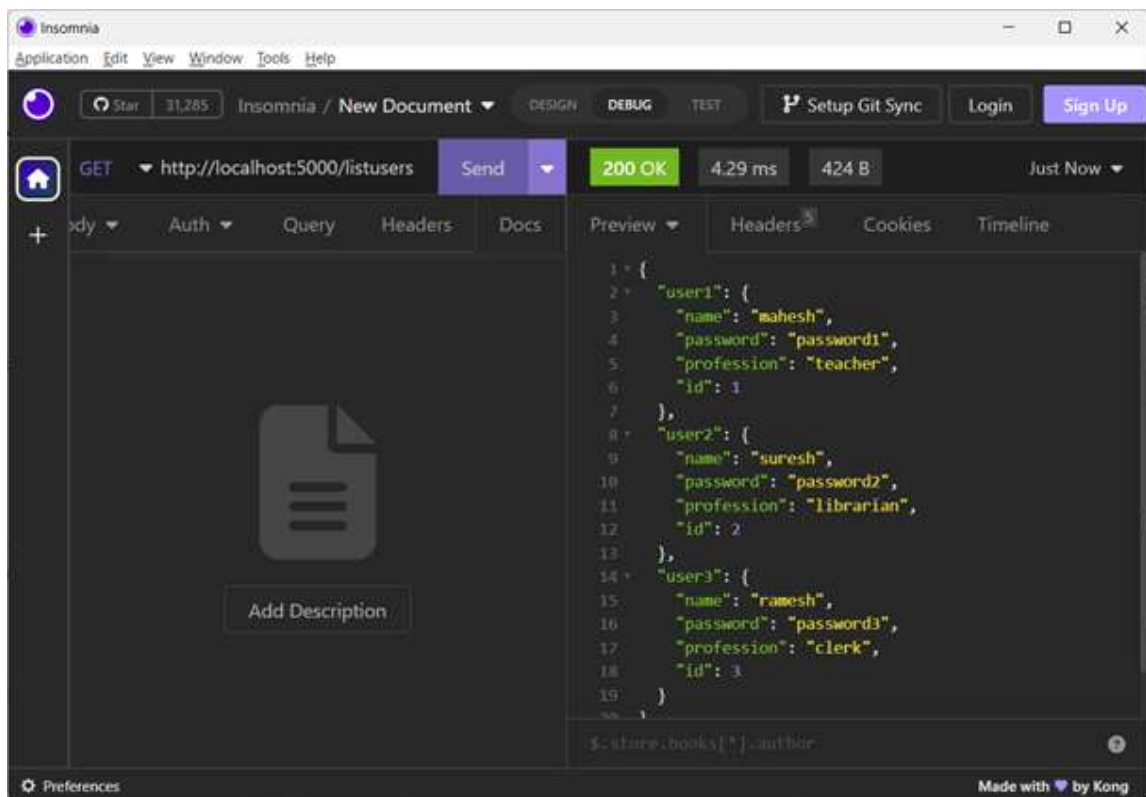 Insomnia
Application Edit View Window Tools Help
Star 31,285 Insomnia / New Document DESIGN DEBUG TEST Setup Git Sync Login Sign Up
GET http://localhost:5000/listusers Send 200 OK 4.29 ms 424 B Just Now
ody Auth Query Headers Docs Preview Headers 5 Cookies Timeline
1 {
2 "user1": {
3 "name": "mahesh",
4 "password": "password1",
5 "profession": "teacher",
6 "id": 1
7 },
8 "user2": {
9 "name": "suresh",
10 "password": "password2",
11 "profession": "librarian",
12 "id": 2
13 },
14 "user3": {
15 "name": "ramesh",
16 "password": "password3",
17 "profession": "clerk",
18 "id": 3
19 }
20 }
Add Description
$.store.books[*].author
Preferences Made with 💜 by Kong